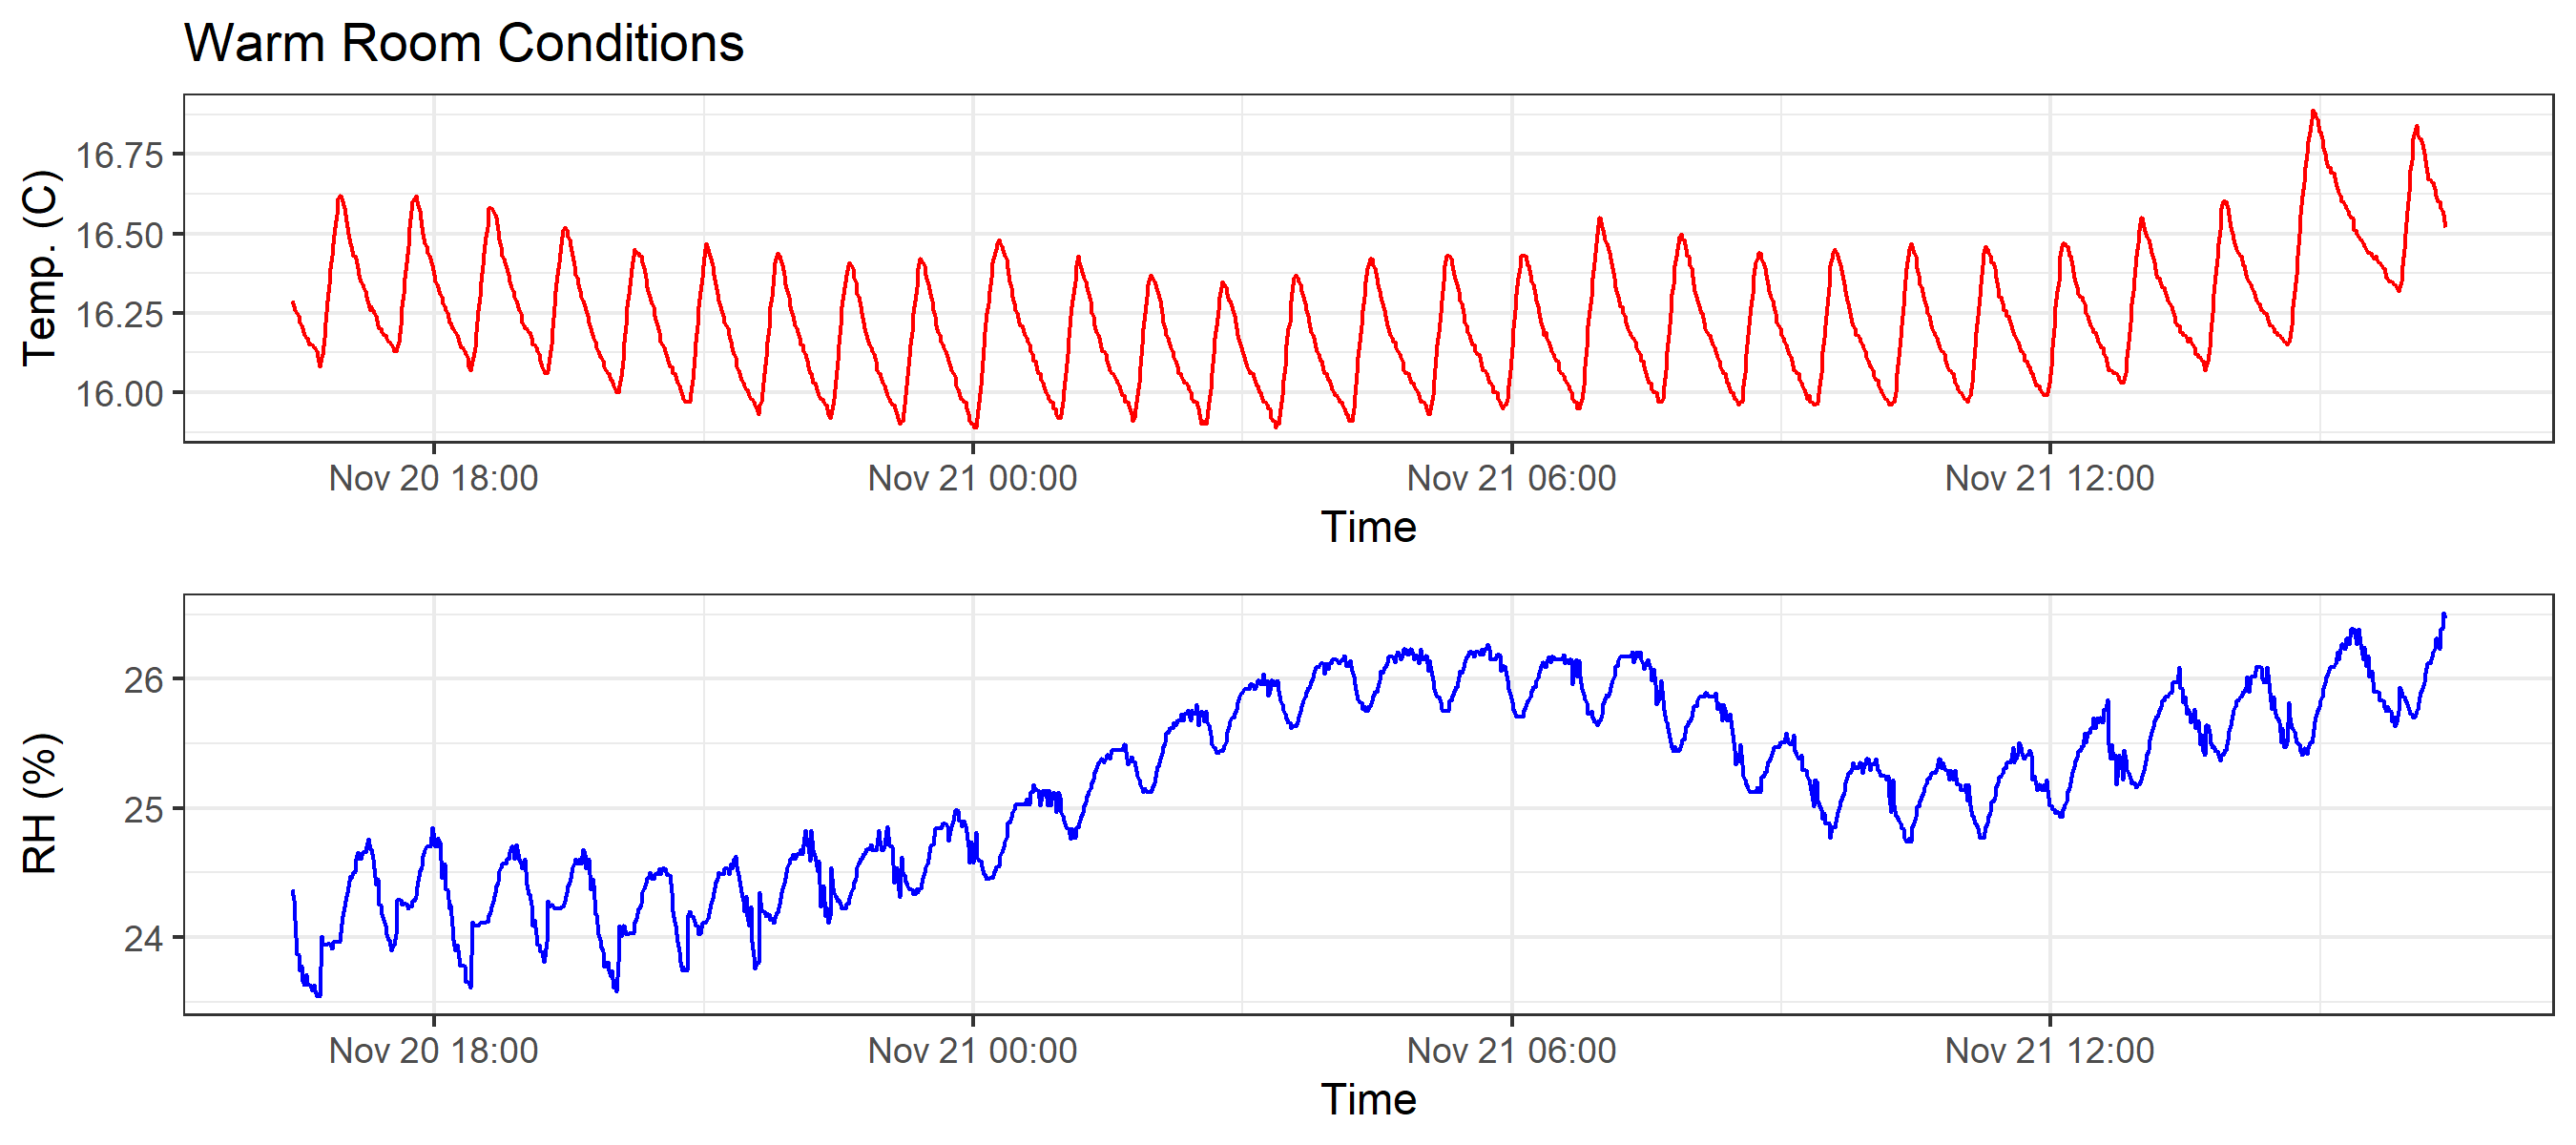 Warm Room Conditions
Temp. (C)
16.75
16.50
16.25
16.00
Nov 20 18:00 Nov 21 00:00 Nov 21 06:00 Nov 21 12:00
Time
RH (%)
26
25
24
Nov 20 18:00 Nov 21 00:00 Nov 21 06:00 Nov 21 12:00
Time